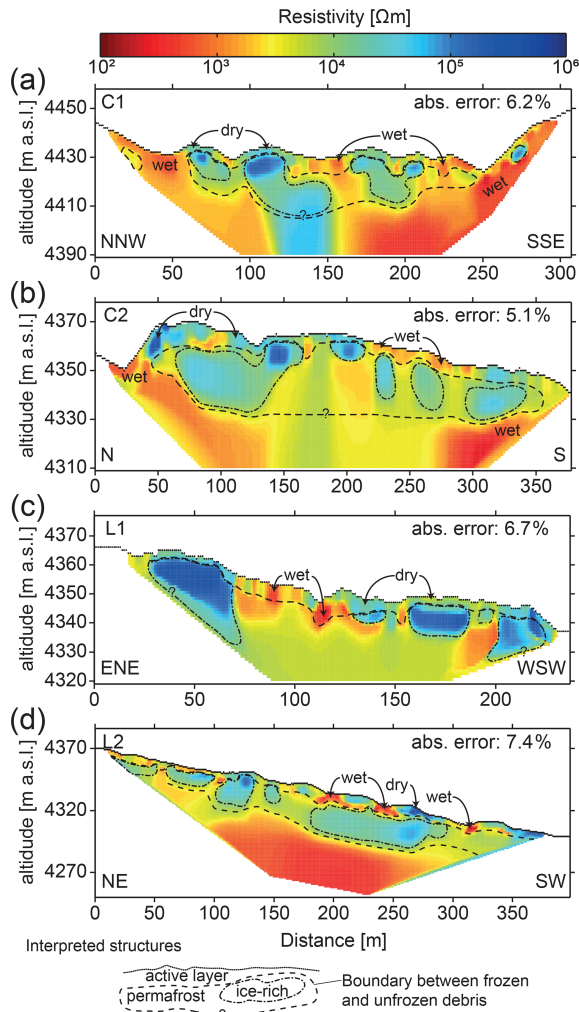 Resistivity [Ωm]
10² 10³ 10⁴ 10⁵ 10⁶
(a)
C1 abs. error: 6.2%
altidude [m a.s.l.]
4450
4430
4410
4390
dry wet
wet wet
?
NNW SSE
0 50 100 150 200 250 300
(b)
C2 abs. error: 5.1%
altidude [m a.s.l.]
4370
4350
4330
4310
dry wet
wet wet
?
N S
0 50 100 150 200 250 300 350
(c)
L1 abs. error: 6.7%
altidude [m a.s.l.]
4370
4360
4350
4340
4330
4320
wet dry
? ?
ENE WSW
0 50 100 150 200
(d)
L2 abs. error: 7.4%
altidude [m a.s.l.]
4370
4320
4270
4250
wet dry wet
NE SW
0 50 100 150 200 250 300 350
Distance [m]
Interpreted structures
active layer
permafrost ice-rich
?
Boundary between frozen
and unfrozen debris